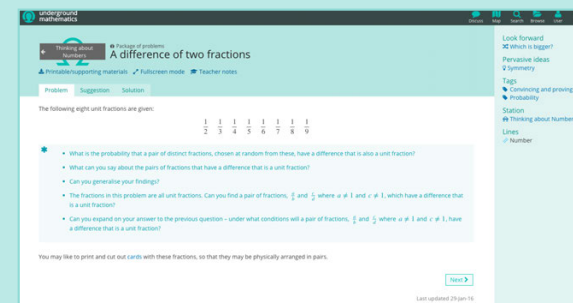 underground
mathematics
Discuss Map Search Browse User
Thinking about
Numbers
Package of problems
A difference of two fractions
Printable/supporting materials Fullscreen mode Teacher notes
Problem Suggestion Solution
The following eight unit fractions are given:
1/2 1/3 1/4 1/5 1/6 1/7 1/8 1/9
• What is the probability that a pair of distinct fractions, chosen at random from these, have a difference that is also a unit fraction?
• What can you say about the pairs of fractions that have a difference that is a unit fraction?
• Can you generalise your findings?
• The fractions in this problem are all unit fractions. Can you find a pair of fractions, and where a ≠ 1 and c ≠ 1, which have a difference that
is a unit fraction?
• Can you expand on your answer to the previous question – under what conditions will a pair of fractions, and where a ≠ 1 and c ≠ 1, have
a difference that is a unit fraction?
You may like to print and cut out cards with these fractions, so that they may be physically arranged in pairs.
Next
Last updated 29-Jan-16
Look forward
Which is bigger?
Pervasive ideas
Symmetry
Tags
Convincing and proving
Probability
Station
Thinking about Number
Lines
Number